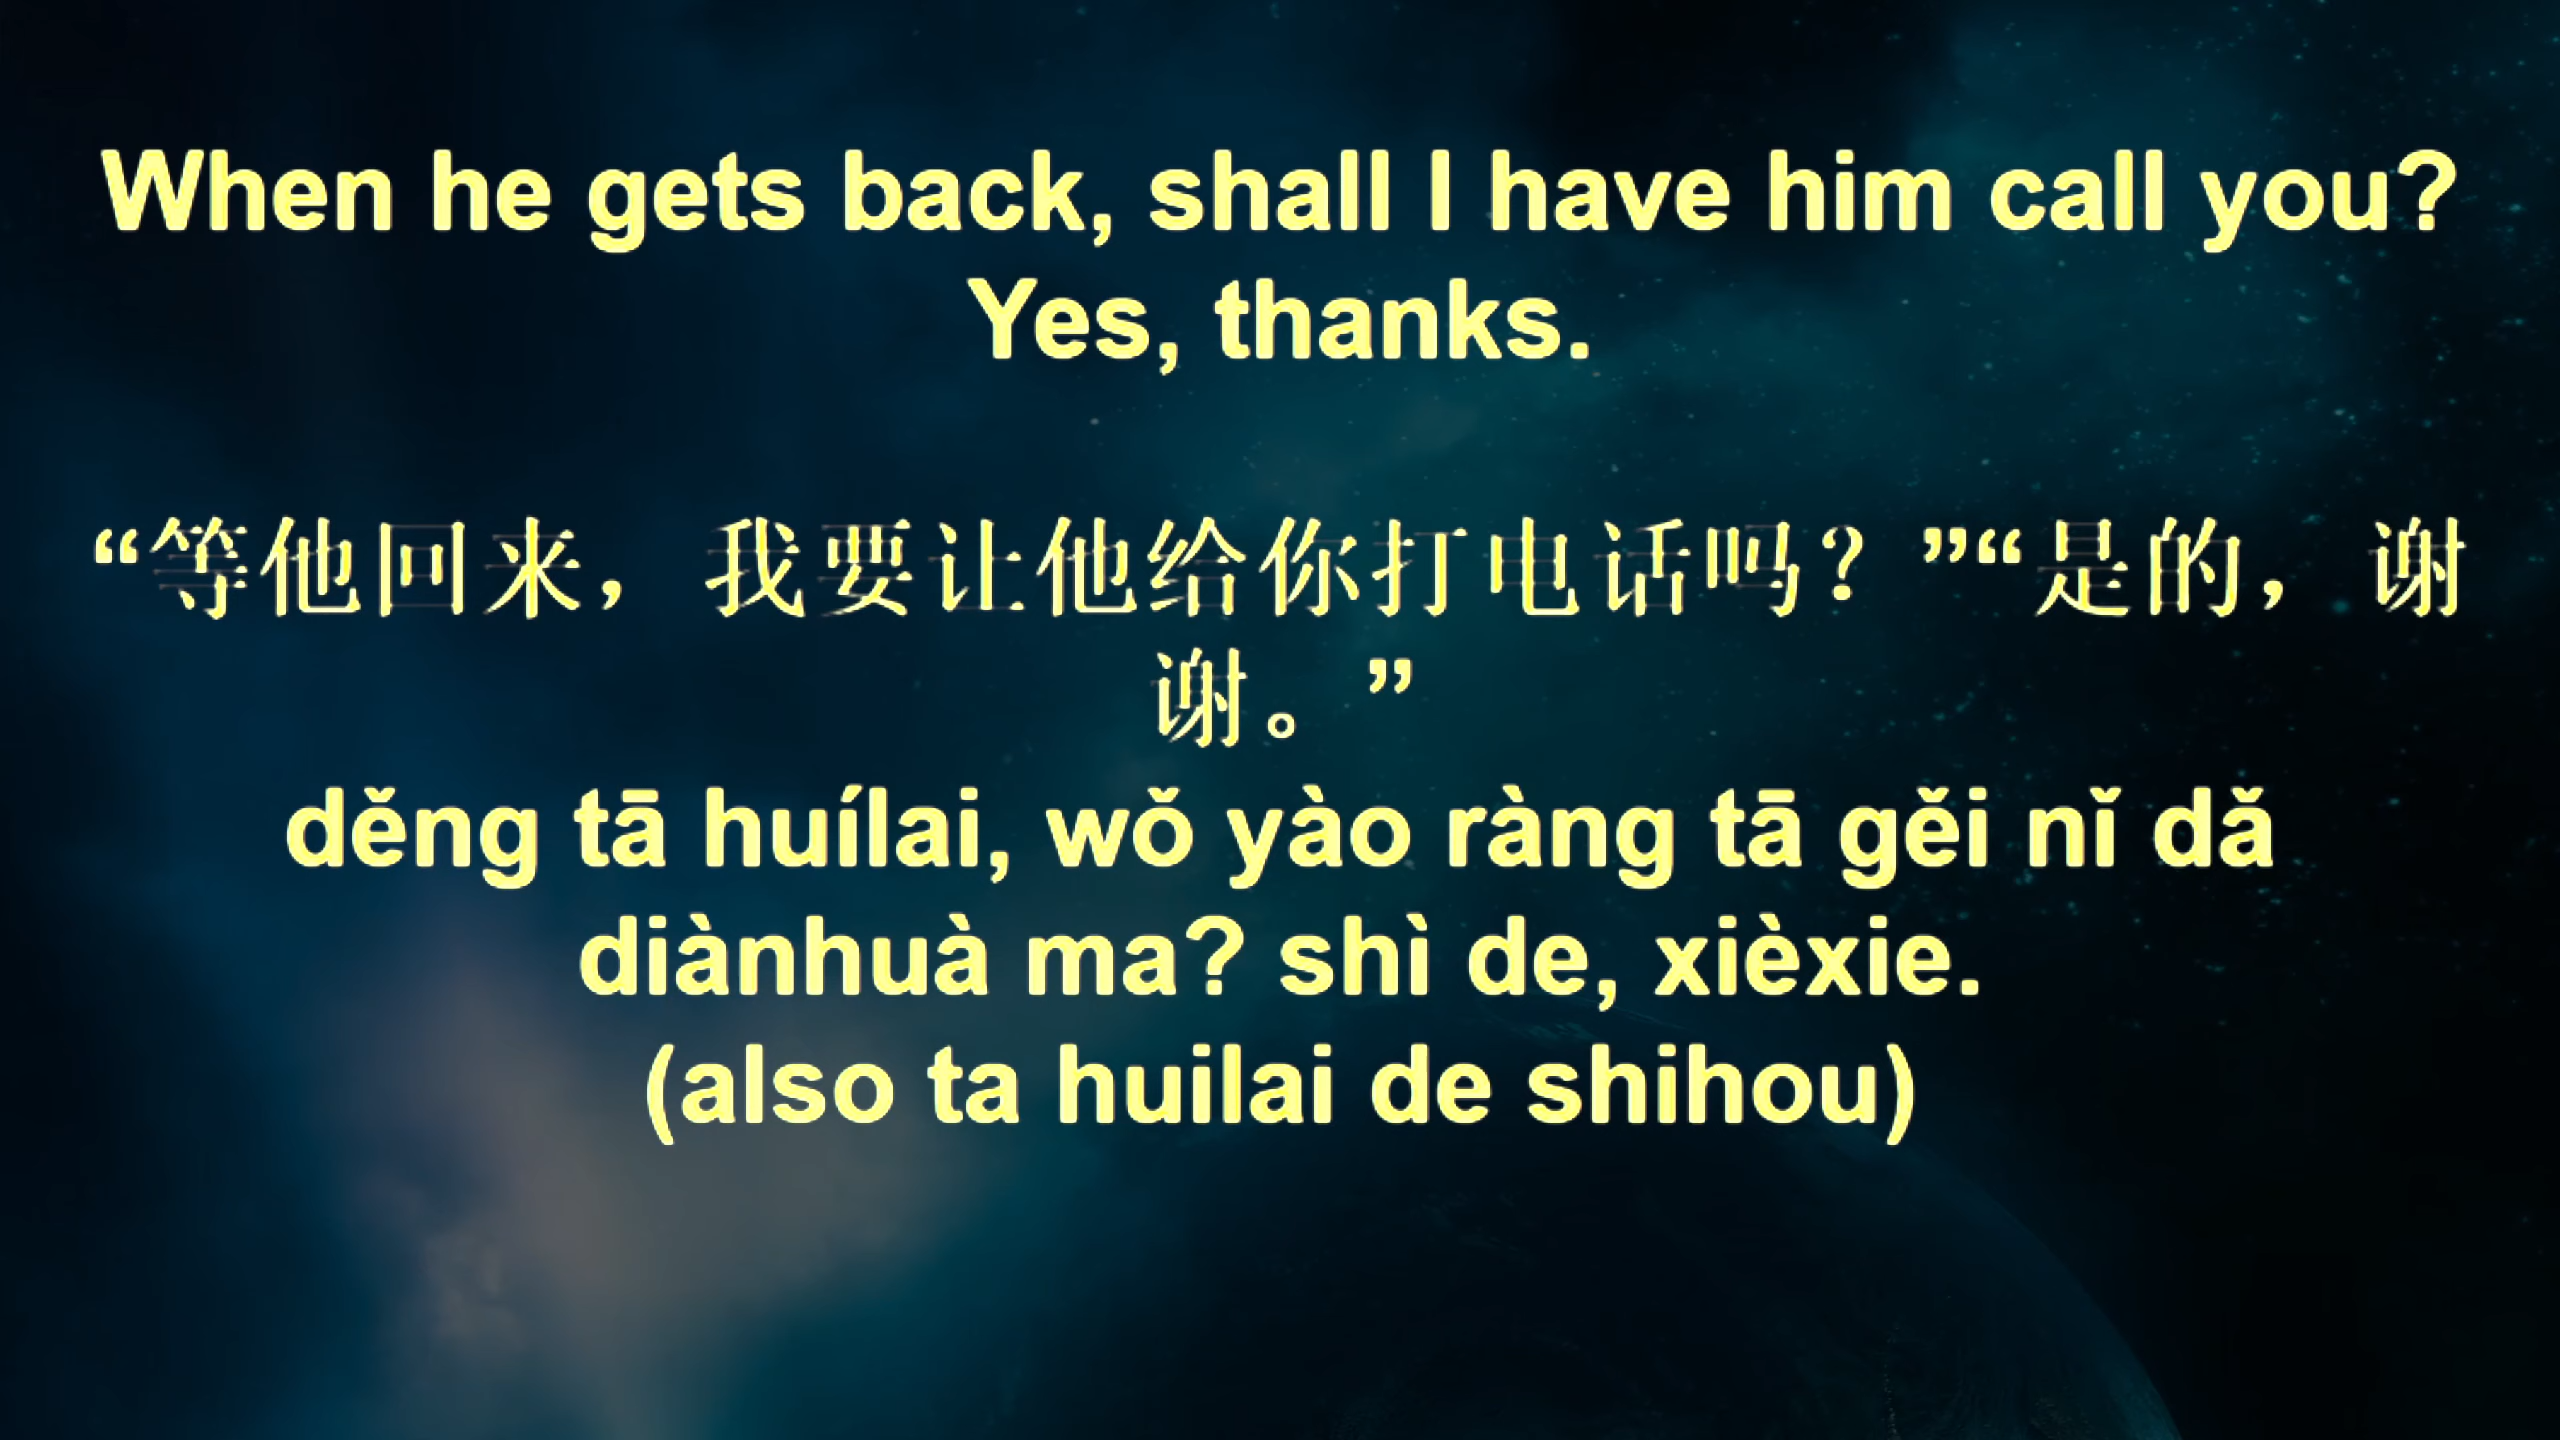 When he gets back, shall I have him call you?
Yes, thanks.
“等他回来，我要让他给你打电话吗？”“是的，谢
谢。”
děng tā huílai, wǒ yào ràng tā gěi nǐ dǎ
diànhuà ma? shì de, xièxie.
(also ta huilai de shihou)